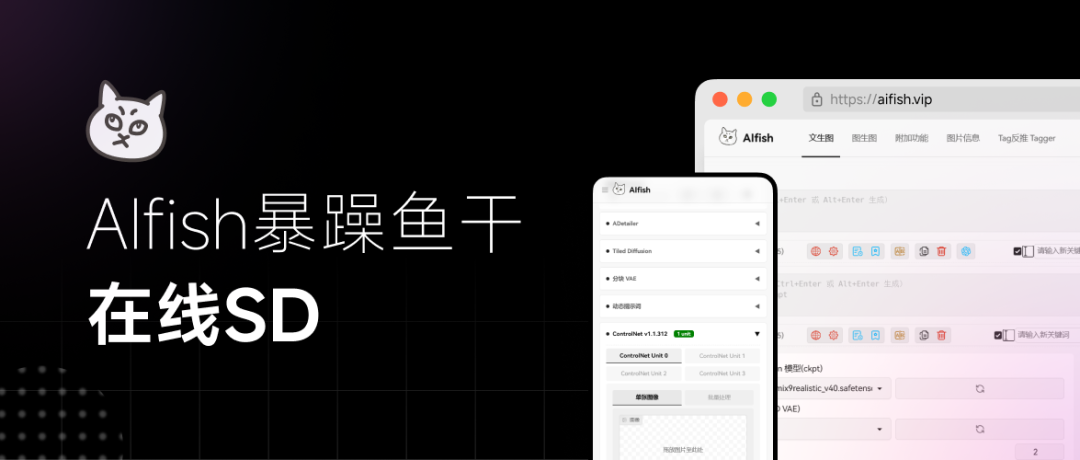 AIfish暴躁鱼干
在线SD
https://aifish.vip
AIfish
文生图
图生图
附加功能
图片信息
Tag反推 Tagger
+Enter 或 Alt+Enter 生成)
请输入新关键
Ctrl+Enter 或 Alt+Enter 生成)
请输入新关键词
模型(ckpt)
mix9realistic_v40.safetens
VAE)
2
AIfish
ADetailer
Tiled Diffusion
分块 VAE
动态提示词
ControlNet v1.1.312
1 unit
ControlNet Unit 0
ControlNet Unit 1
ControlNet Unit 2
ControlNet Unit 3
单张图像
批量处理
图像
拖放图片至此处